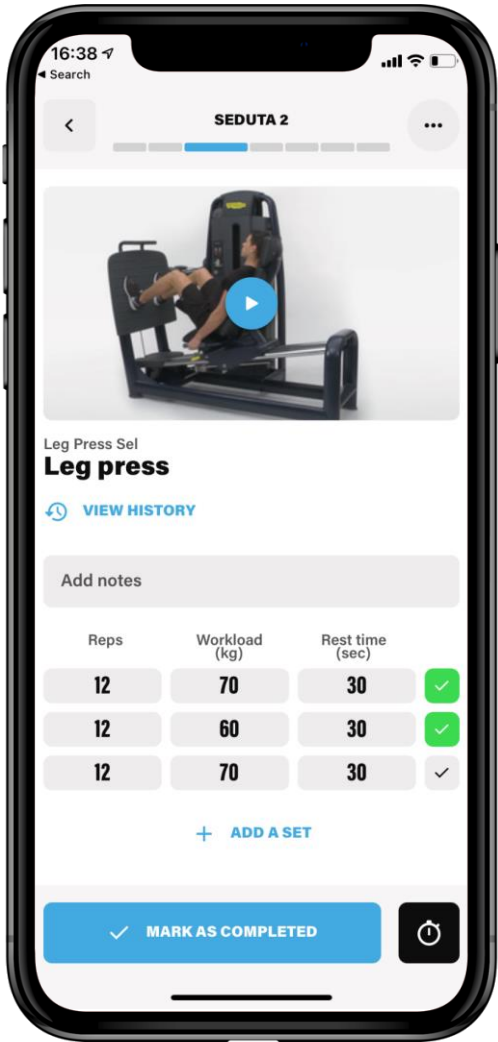 16:38
Search
SEDUTA 2
Leg Press Sel
Leg press
VIEW HISTORY
Add notes
Reps Workload (kg) Rest time (sec)
12 70 30
12 60 30
12 70 30
+ ADD A SET
MARK AS COMPLETED